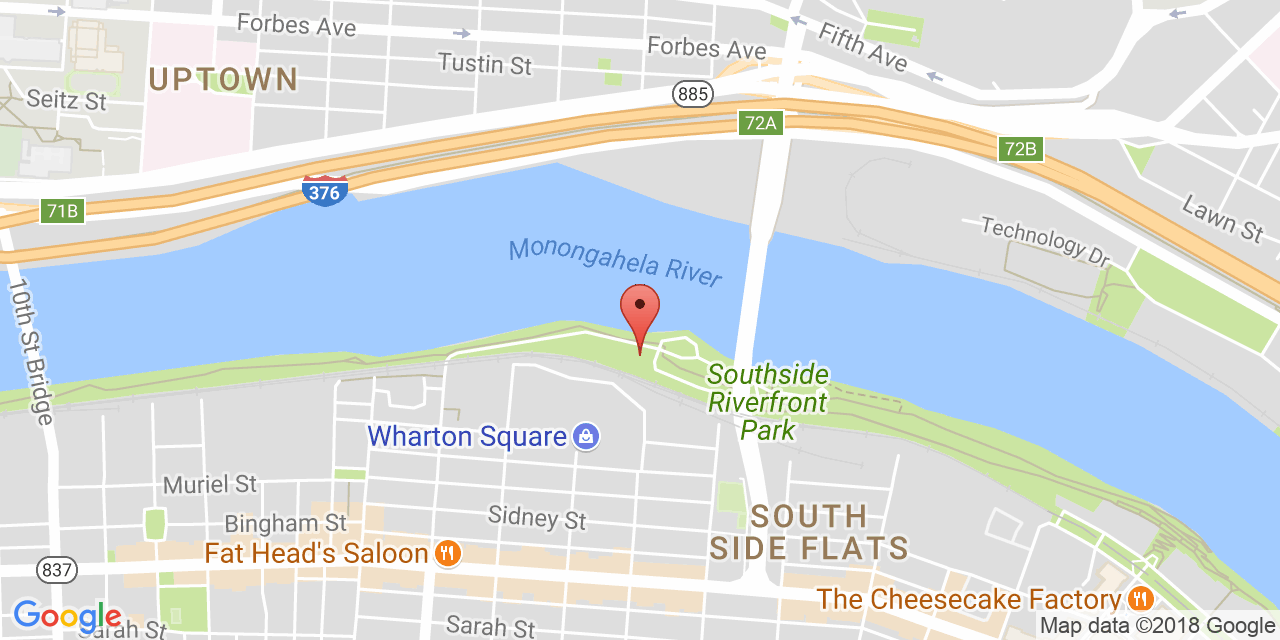 Forbes Ave
Forbes Ave
Fifth Ave
Tustin St
UPTOWN
Seitz St
885
72A
72B
376
71B
Lawn St
Technology Dr
Monongahela River
10th St Bridge
Southside
Riverfront
Park
Wharton Square
Muriel St
Bingham St
Sidney St
SOUTH
SIDE FLATS
Fat Head's Saloon
837
The Cheesecake Factory
Google
Sarah St
Sarah St
Map data ©2018 Google